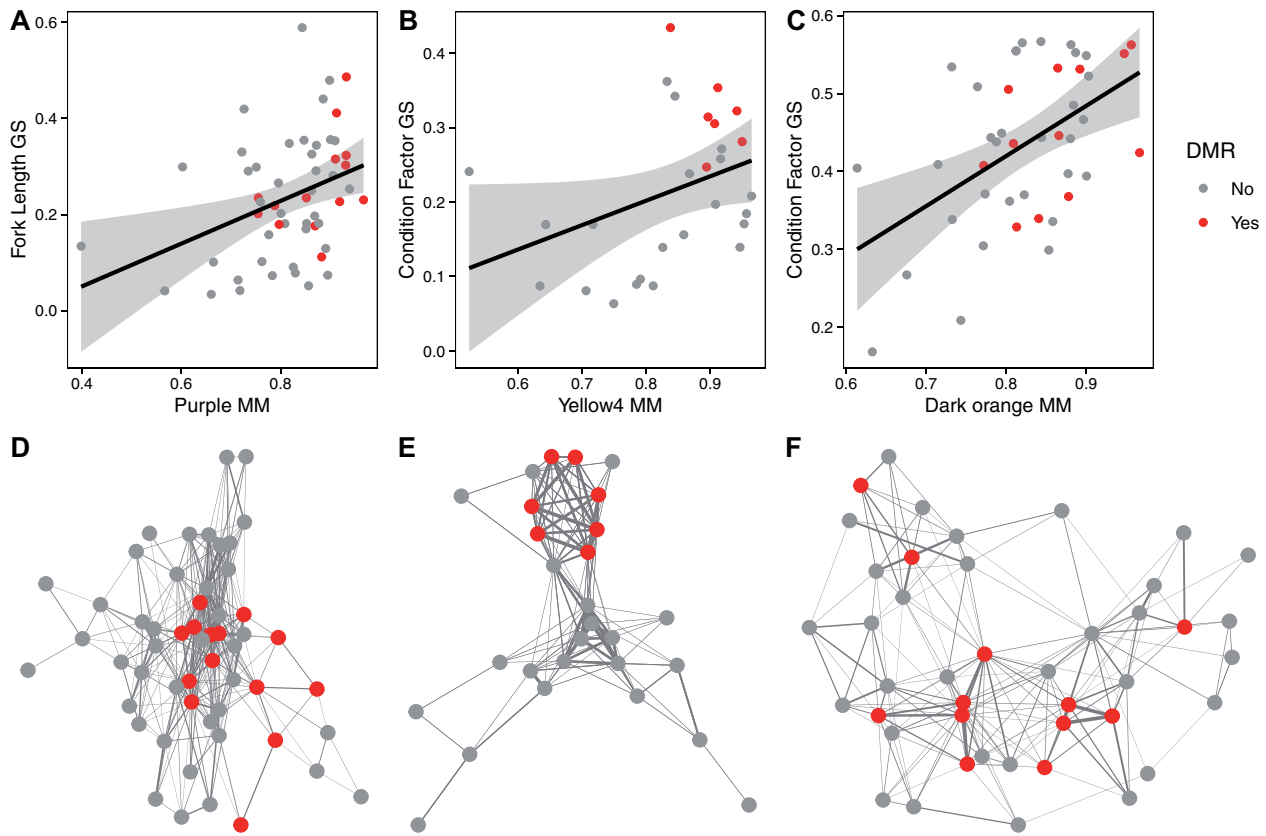 A
B
C
0.6
0.4
0.2
0.0
Fork Length GS
0.4
0.6
0.8
Purple MM
0.4
0.3
0.2
0.1
0.0
Condition Factor GS
0.6
0.7
0.8
0.9
Yellow4 MM
0.6
0.5
0.4
0.3
0.2
Condition Factor GS
0.6
0.7
0.8
0.9
Dark orange MM
DMR
No
Yes
D
E
F